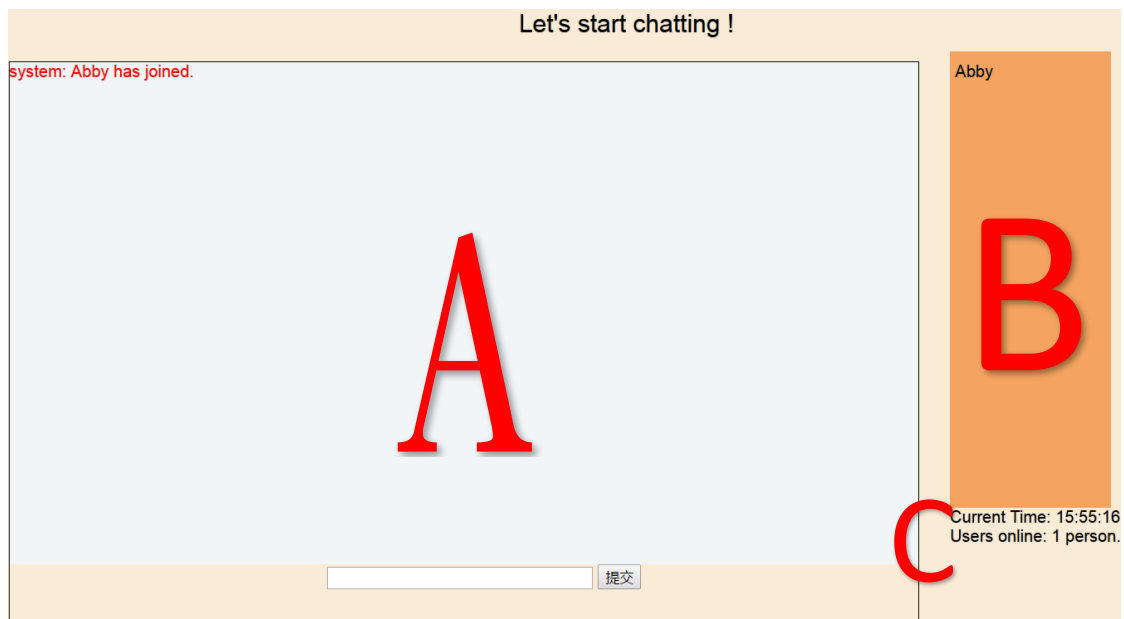 Let's start chatting !
system: Abby has joined.
Abby
A
B
C
Current Time: 15:55:16
Users online: 1 person.
提交